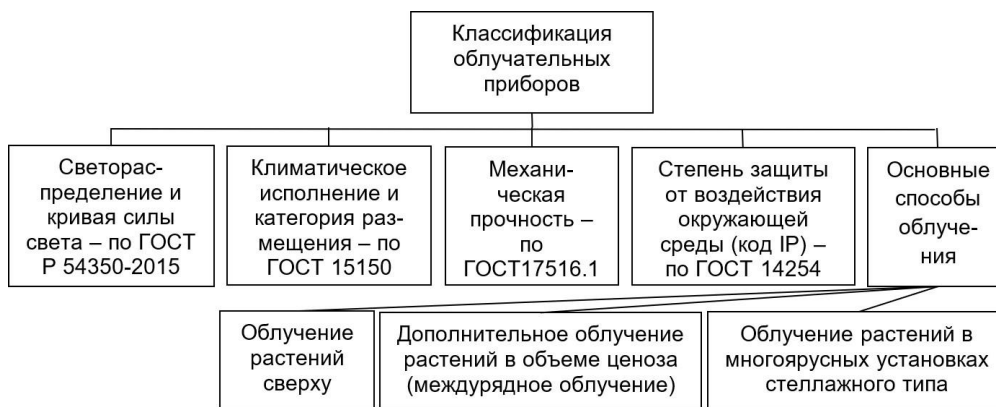 Классификация
облучательных
приборов
Светорас-
пределение и
кривая силы
света – по ГОСТ
Р 54350-2015
Климатическое
исполнение и
категория раз-
мещения – по
ГОСТ 15150
Механи-
ческая
прочность –
по
ГОСТ17516.1
Степень защиты
от воздействия
окружающей
среды (код IP) –
по ГОСТ 14254
Основные
способы
облуче-
ния
Облучение
растений
сверху
Дополнительное облучение
растений в объеме ценоза
(междурядное облучение)
Облучение растений в
многоярусных установках
стеллажного типа